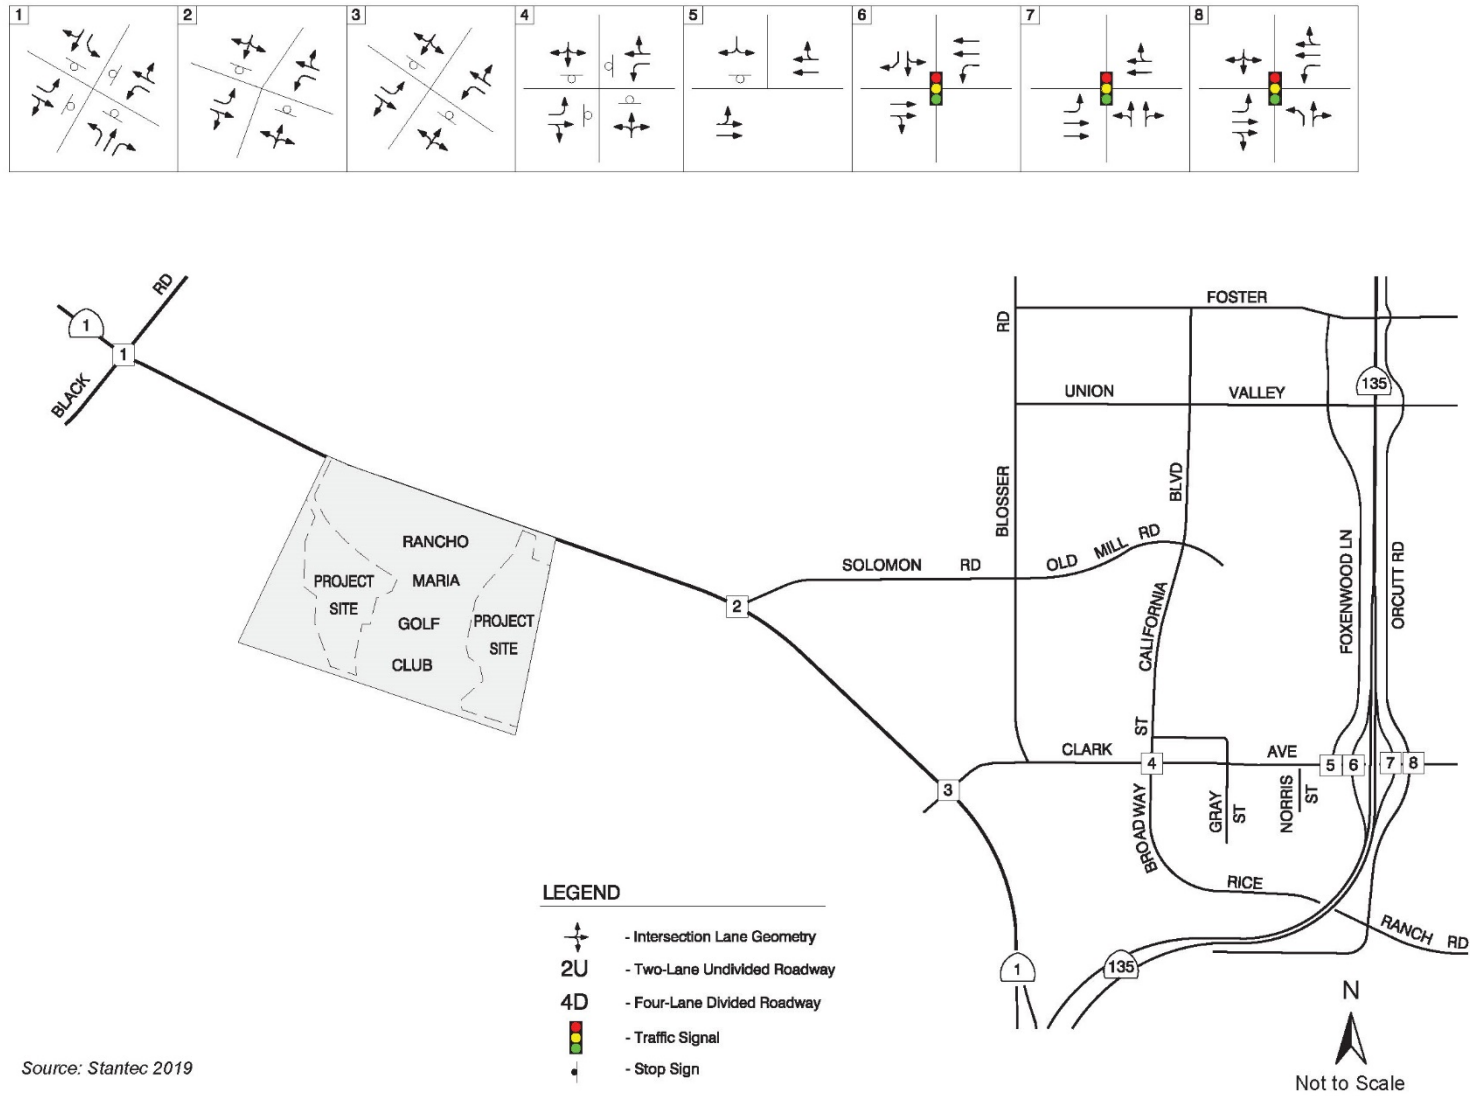 1
2
3
4
5
6
7
8
RD
1
1
BLACK
FOSTER
RD
UNION
VALLEY
135
BLOSSER
BLVD
SOLOMON
RD
OLD
MILL
RD
FOXENWOOD LN
ORCUTT RD
RANCHO
MARIA
GOLF
CLUB
PROJECT
SITE
PROJECT
SITE
2
CALIFORNIA
ST
CLARK
AVE
3
4
5
6
7
8
BROADWAY
GRAY
ST
NORRIS
ST
RICE
RANCH
RD
1
135
LEGEND
- Intersection Lane Geometry
2U - Two-Lane Undivided Roadway
4D - Four-Lane Divided Roadway
- Traffic Signal
- Stop Sign
N
Not to Scale
Source: Stantec 2019